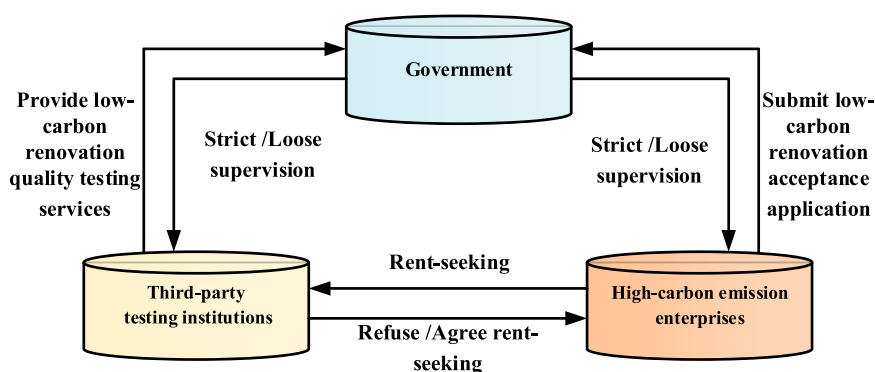 Government
Provide low-
carbon
renovation
quality testing
services
Strict /Loose
supervision
Strict /Loose
supervision
Submit low-
carbon
renovation
acceptance
application
Third-party
testing institutions
Rent-seeking
Refuse /Agree rent-
seeking
High-carbon emission
enterprises